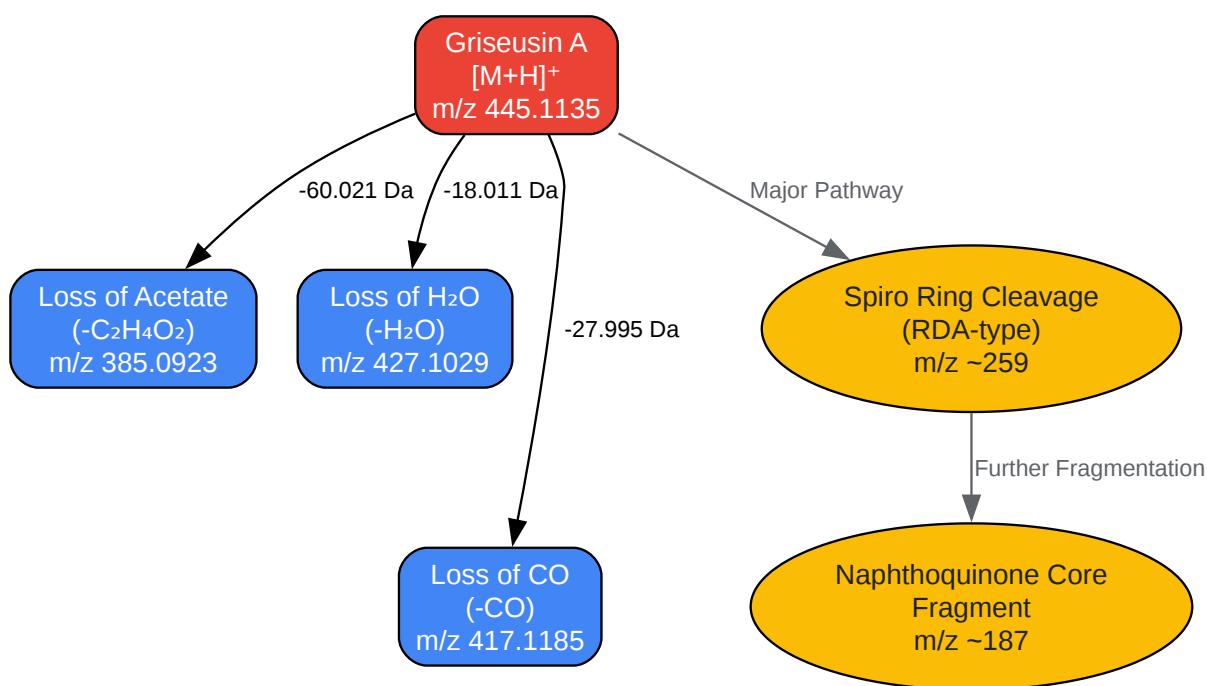 Griseusin A
[M+H]⁺
m/z 445.1135
-60.021 Da
-18.011 Da
Major Pathway
Loss of Acetate
(-C₂H₄O₂)
m/z 385.0923
Loss of H₂O
(-H₂O)
m/z 427.1029
-27.995 Da
Spiro Ring Cleavage
(RDA-type)
m/z ~259
Further Fragmentation
Loss of CO
(-CO)
m/z 417.1185
Naphthoquinone Core
Fragment
m/z ~187